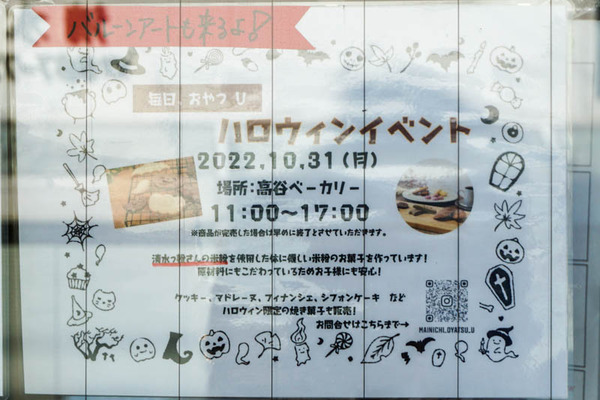 バルーンアートも来るよ!
毎日、おやつ U
ハロウィンイベント
2022.10.31(月)
場所:高谷ベーカリー
11:00〜17:00
※商品が完売した場合は早めに終了とさせていただきます。
清水っ粉さんの米粉を使用した体に優しい米粉のお菓子を作っています!
原材料にもこだわっているためお子様にも安心!
クッキー、マドレーヌ、フィナンシェ、シフォンケーキ など
ハロウィン限定の焼き菓子も販売!
お問合せはこちらまで→
MAINICHI_OYATSU_U